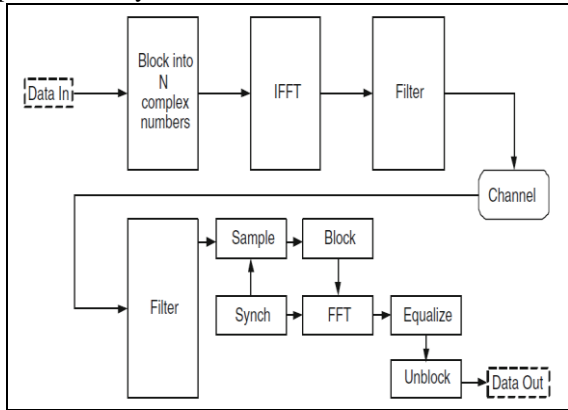 Data In
Block into
N
complex
numbers
IFFT
Filter
Channel
Filter
Sample
Block
Synch
FFT
Equalize
Unblock
Data Out